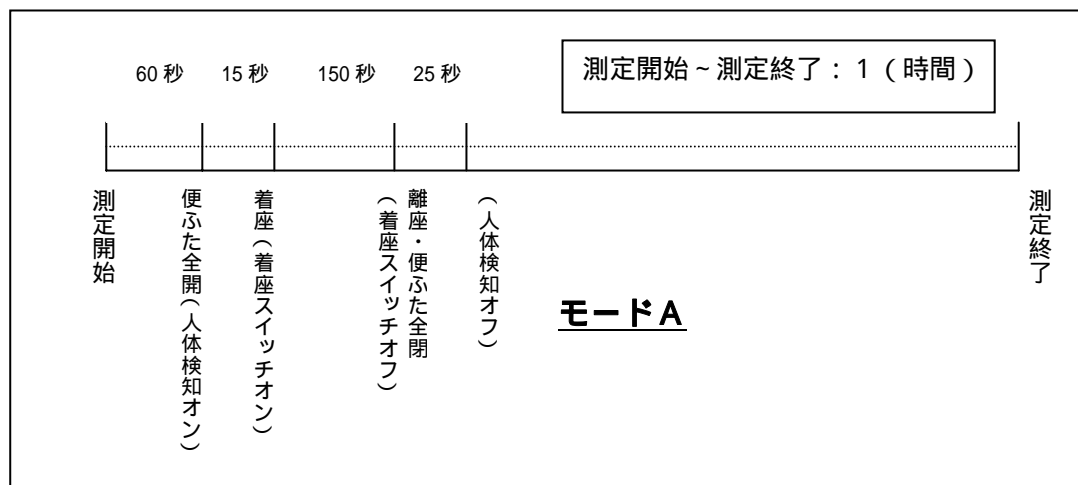 60 秒
15 秒
150 秒
25 秒
測定開始~測定終了:1(時間)
測定開始
便ふた全開(人体検知オン)
着座(着座スイッチオン)
離座・便ふた全閉
(着座スイッチオフ)
(人体検知オフ)
測定終了
モードA